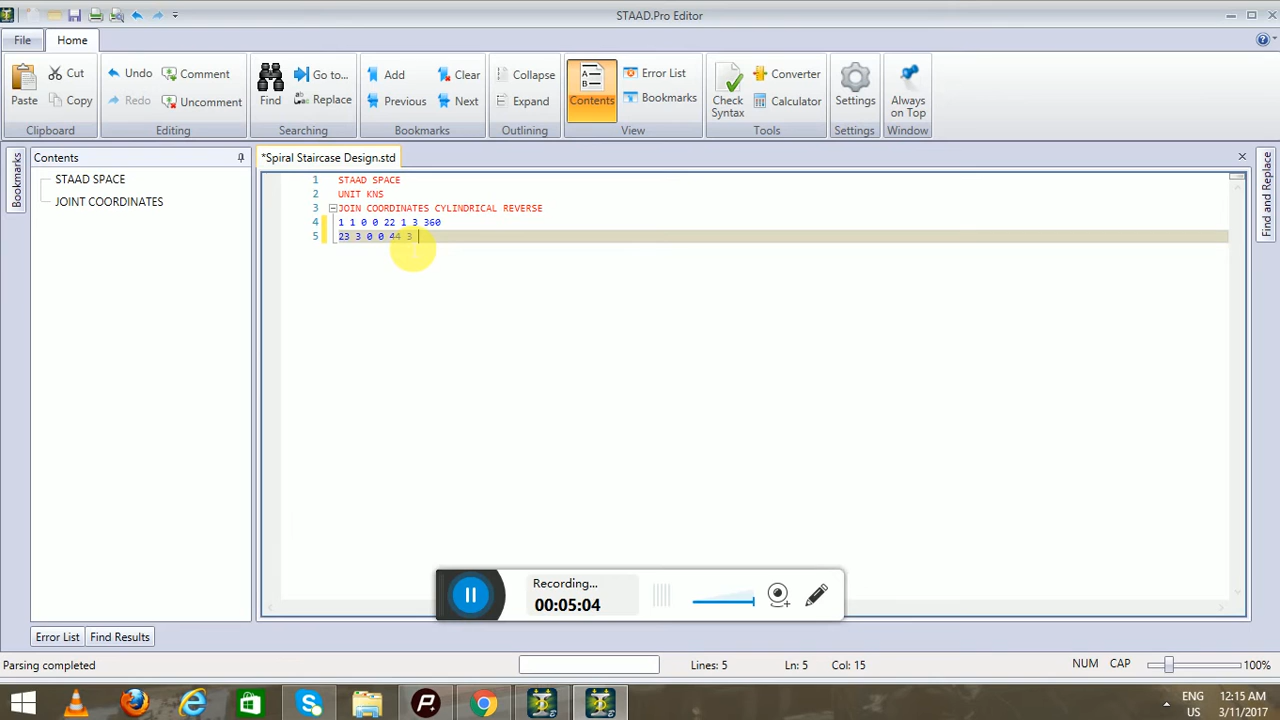 STAAD.Pro Editor
File
Home
Paste
Cut
Copy
Clipboard
Undo
Redo
Comment
Uncomment
Editing
Find
Go to...
Replace
Searching
Add
Previous
Clear
Next
Bookmarks
Collapse
Expand
Outlining
Contents
Error List
Bookmarks
View
Check Syntax
Converter
Calculator
Tools
Settings
Settings
Always on Top
Window
Bookmarks
Contents
STAAD SPACE
JOINT COORDINATES
*Spiral Staircase Design.std
1 STAAD SPACE
2 UNIT KNS
3 JOIN COORDINATES CYLINDRICAL REVERSE
4 1 1 0 0 22 1 3 360
5 23 3 0 0 44 3
Find and Replace
Recording...
00:05:04
Error List
Find Results
Parsing completed
Lines: 5
Ln: 5
Col: 15
NUM
CAP
100%
ENG
US
12:15 AM
3/11/2017